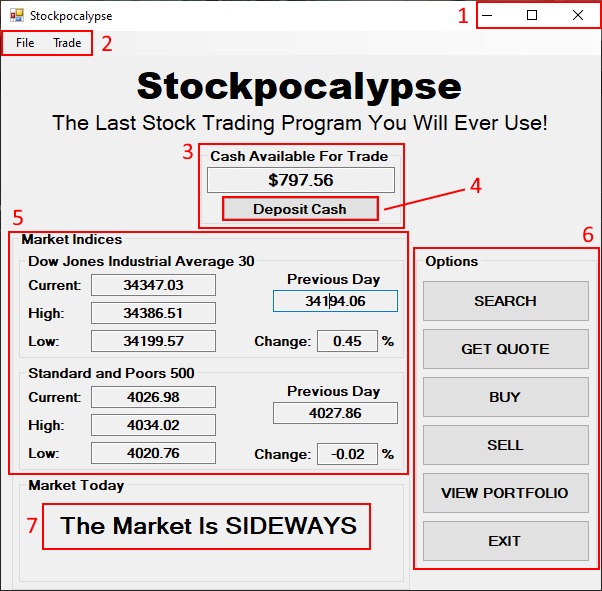 Stockpocalypse
1
File Trade
2
Stockpocalypse
The Last Stock Trading Program You Will Ever Use!
3
Cash Available For Trade
$797.56
Deposit Cash
4
5
Market Indices
Dow Jones Industrial Average 30
Current: 34347.03
High: 34386.51
Low: 34199.57
Previous Day
34194.06
Change: 0.45 %
Standard and Poors 500
Current: 4026.98
High: 4034.02
Low: 4020.76
Previous Day
4027.86
Change: -0.02 %
6
Options
SEARCH
GET QUOTE
BUY
SELL
VIEW PORTFOLIO
EXIT
Market Today
7
The Market Is SIDEWAYS